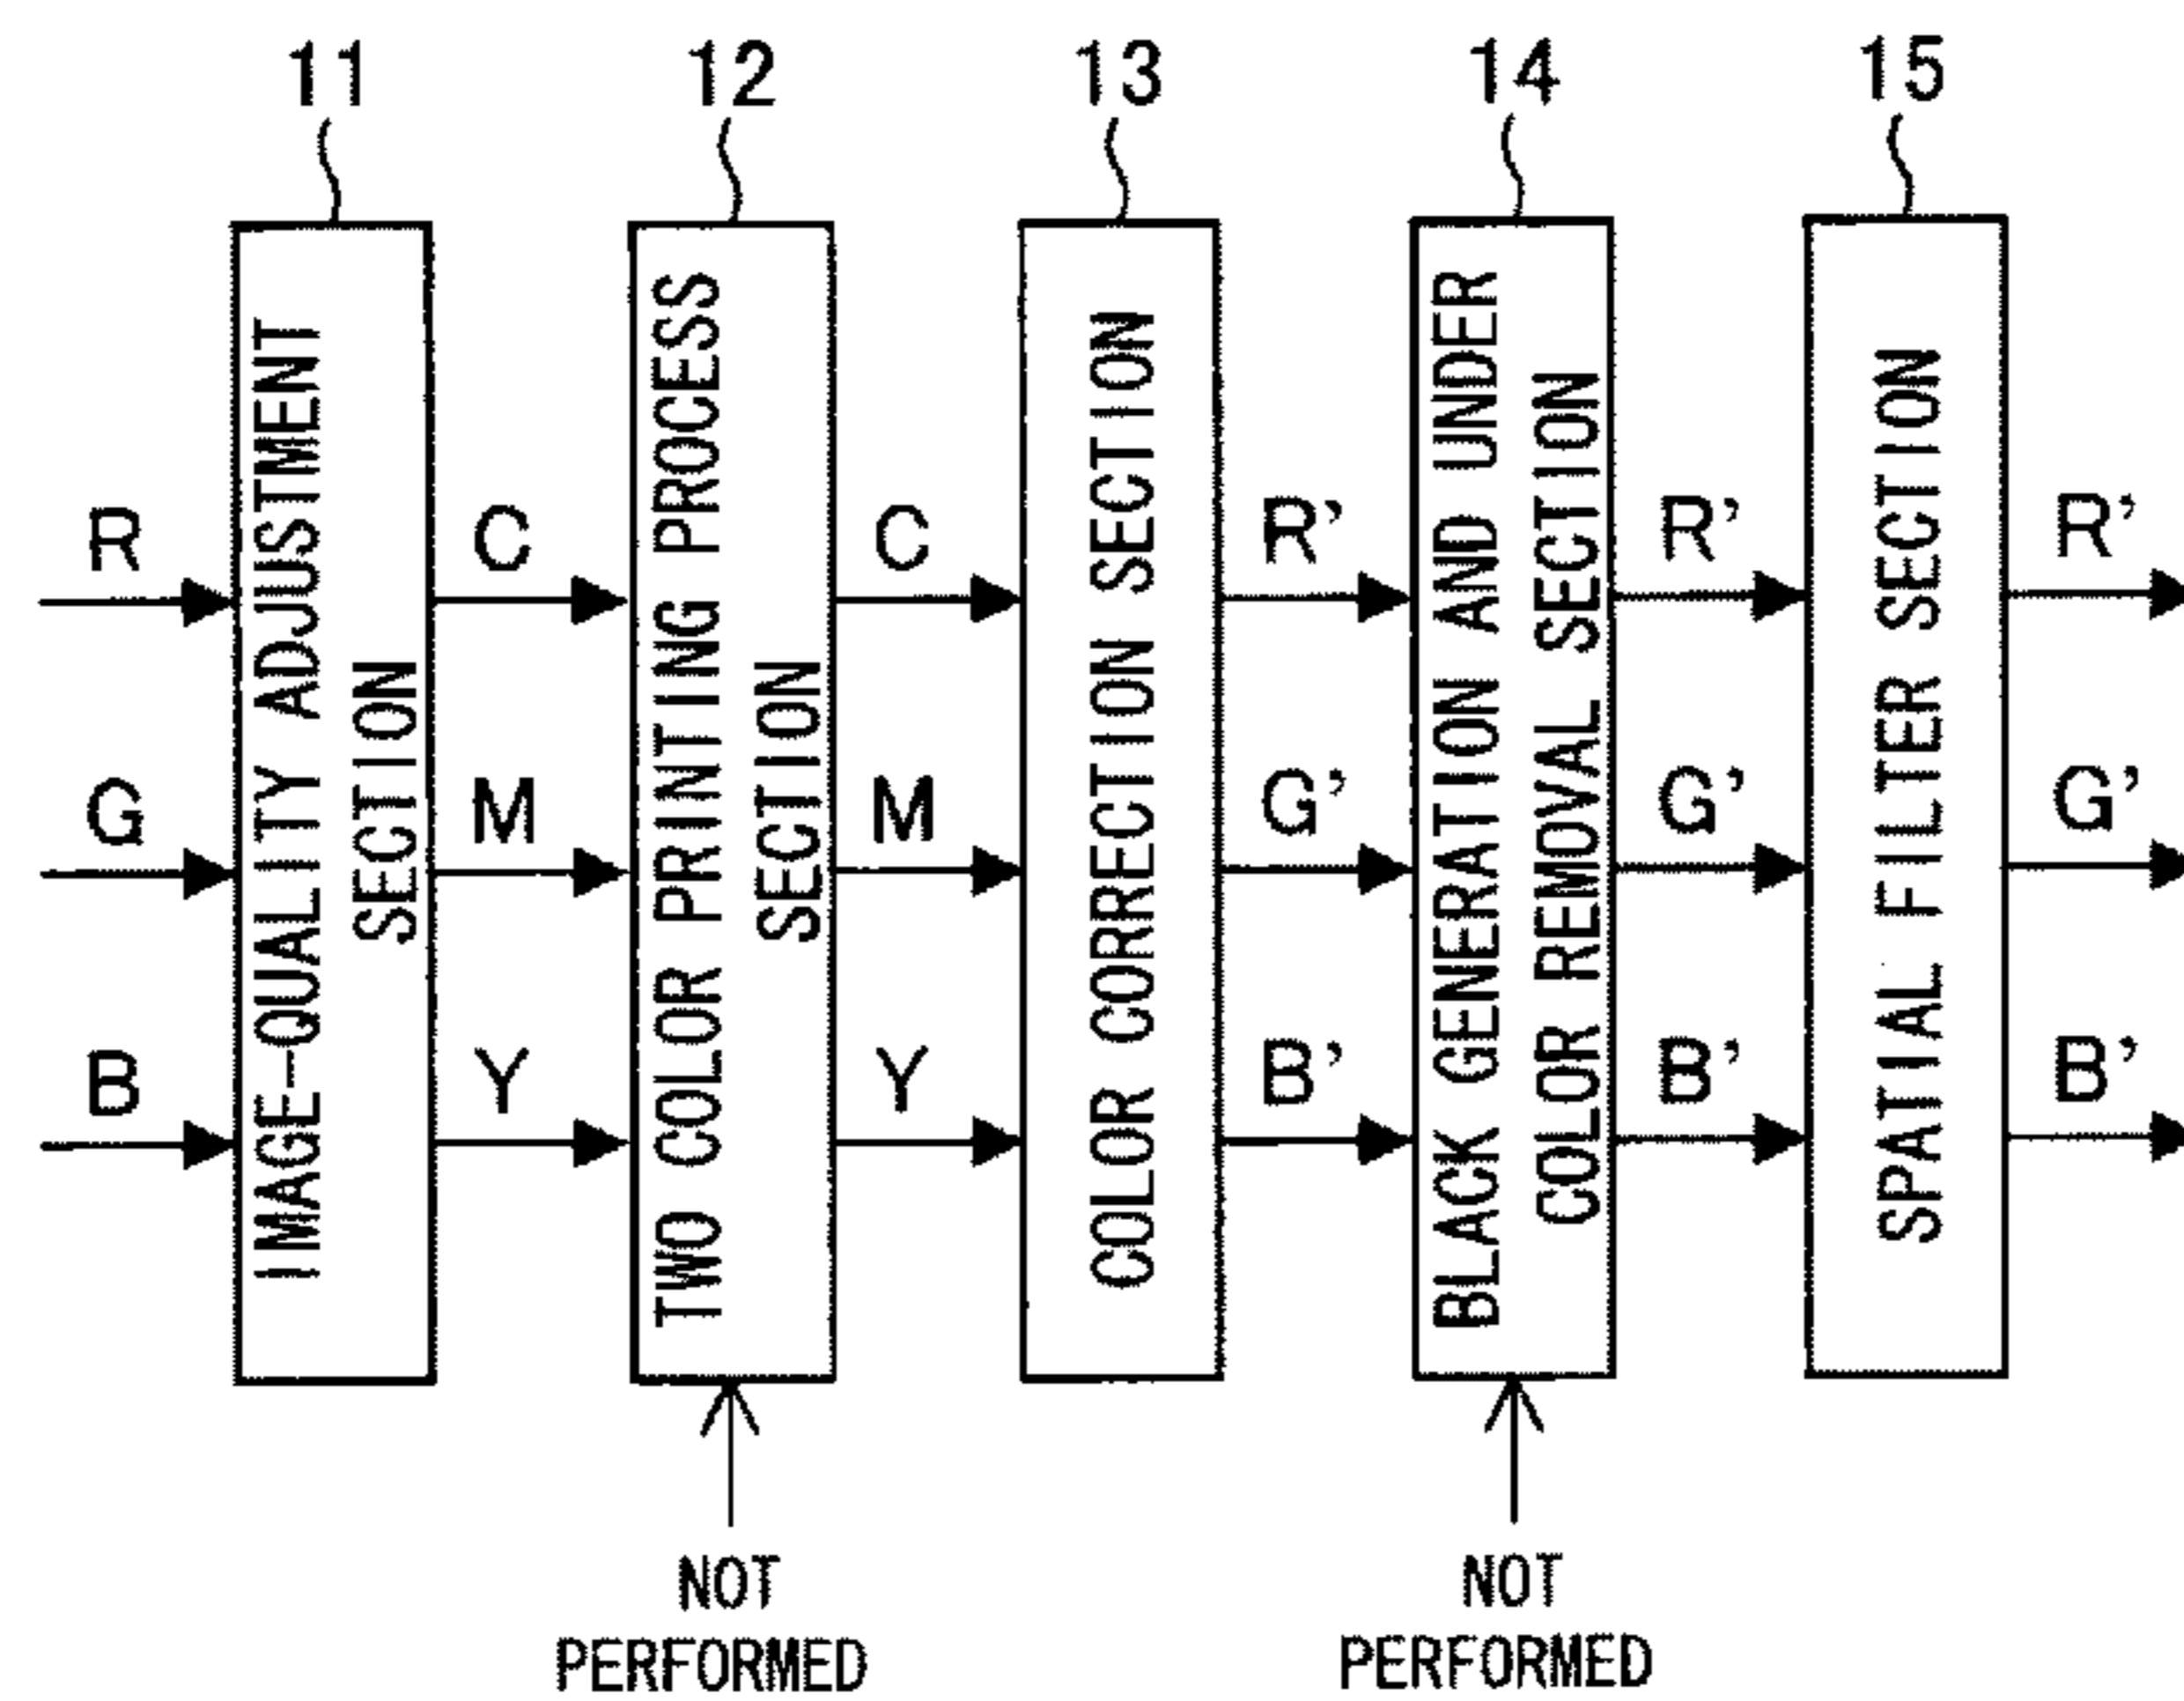 11
12
13
14
15
R
G
B
IMAGE-QUALITY ADJUSTMENT
SECTION
C
M
Y
TWO COLOR PRINTING PROCESS
SECTION
C
M
Y
COLOR CORRECTION SECTION
R'
G'
B'
BLACK GENERATION AND UNDER
COLOR REMOVAL SECTION
R'
G'
B'
SPATIAL FILTER SECTION
R'
G'
B'
NOT
PERFORMED
NOT
PERFORMED